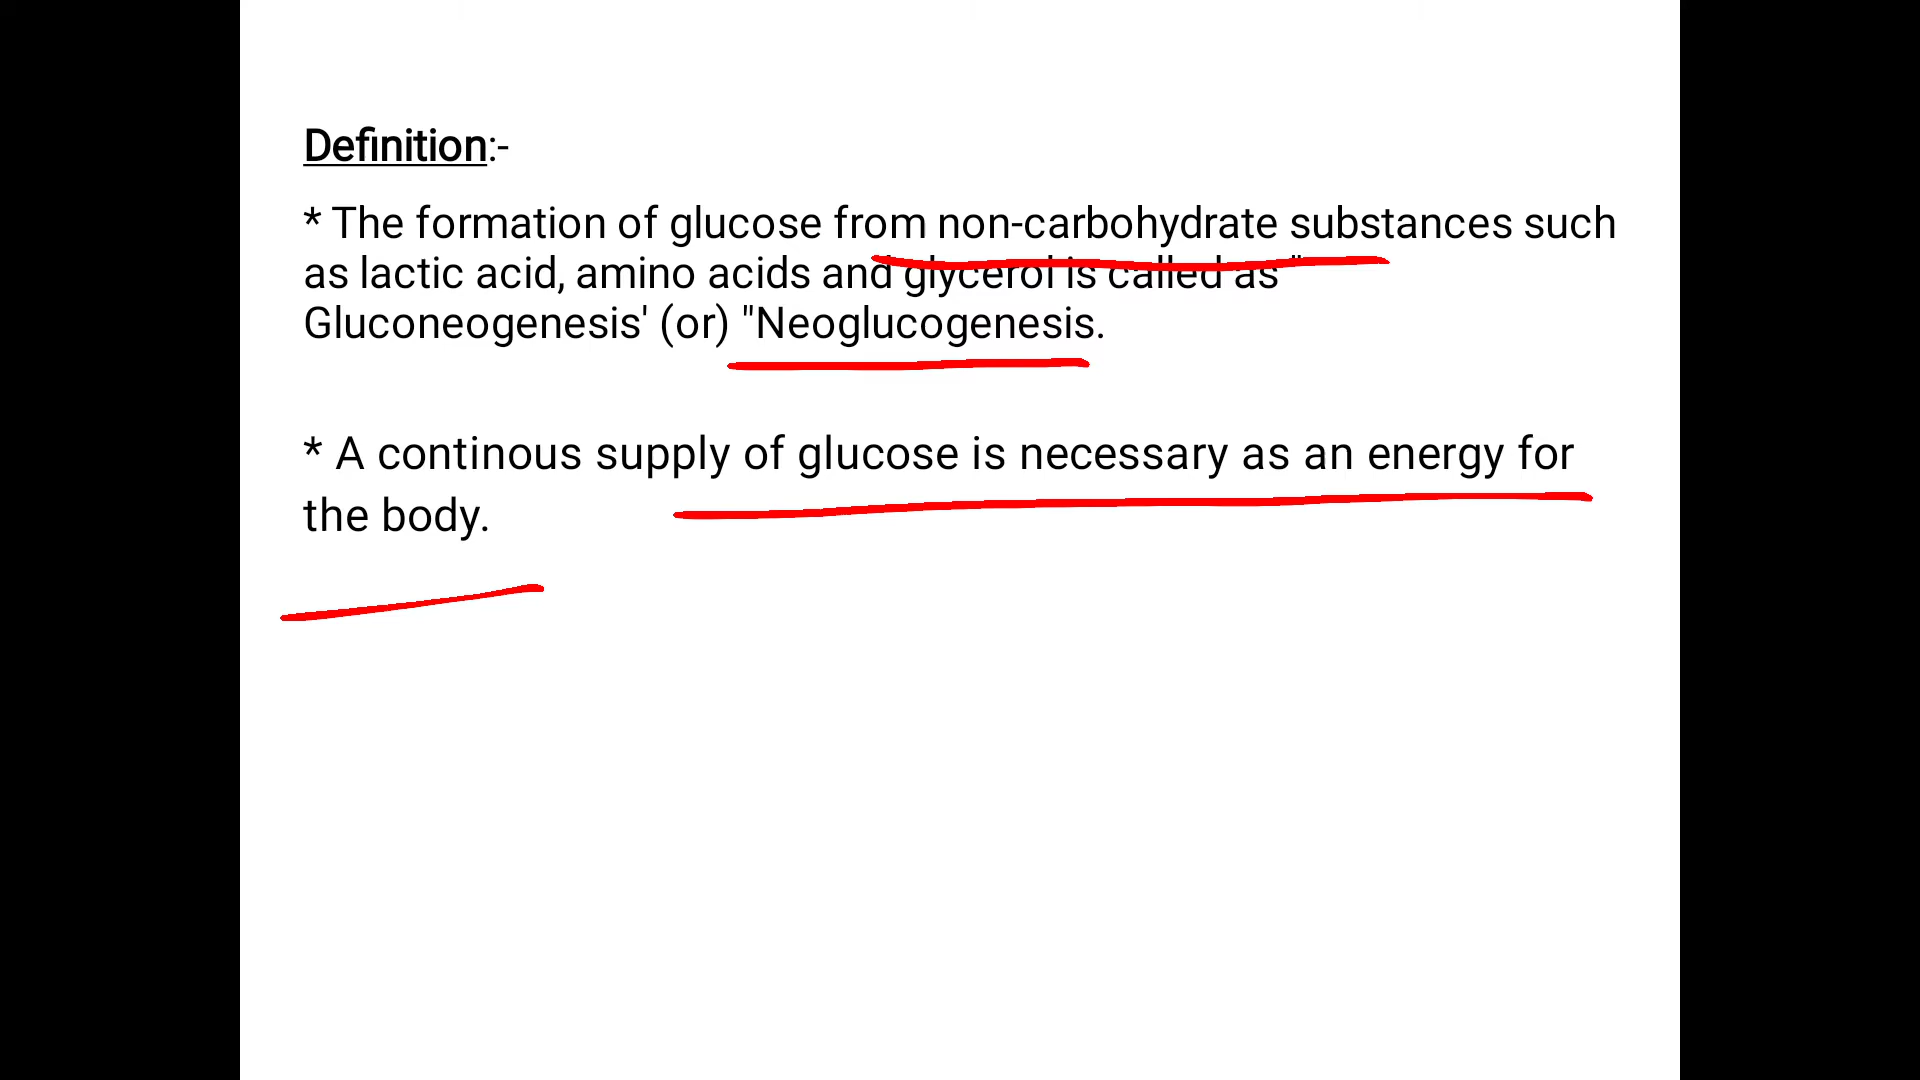 Definition:-
* The formation of glucose from non-carbohydrate substances such
as lactic acid, amino acids and glycerol is called as "
Gluconeogenesis' (or) "Neoglucogenesis.
* A continous supply of glucose is necessary as an energy for
the body.